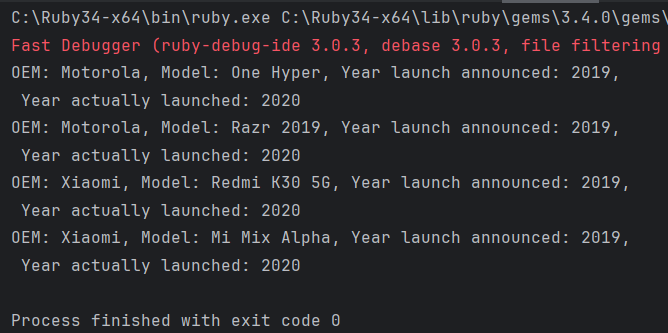 C:\Ruby34-x64\bin\ruby.exe C:\Ruby34-x64\lib\ruby\gems\3.4.0\gems\
Fast Debugger (ruby-debug-ide 3.0.3, debase 3.0.3, file filtering
OEM: Motorola, Model: One Hyper, Year launch announced: 2019,
 Year actually launched: 2020
OEM: Motorola, Model: Razr 2019, Year launch announced: 2019,
 Year actually launched: 2020
OEM: Xiaomi, Model: Redmi K30 5G, Year launch announced: 2019,
 Year actually launched: 2020
OEM: Xiaomi, Model: Mi Mix Alpha, Year launch announced: 2019,
 Year actually launched: 2020
Process finished with exit code 0